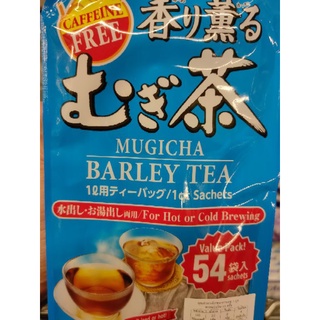 CAFFEINE
FREE
香り薫る
むぎ茶
MUGICHA
BARLEY TEA
1ℓ用ティーバッグ/1qt Sachets
水出し・お湯出し両用/For Hot or Cold Brewing
Value Pack!
54袋入
sachets